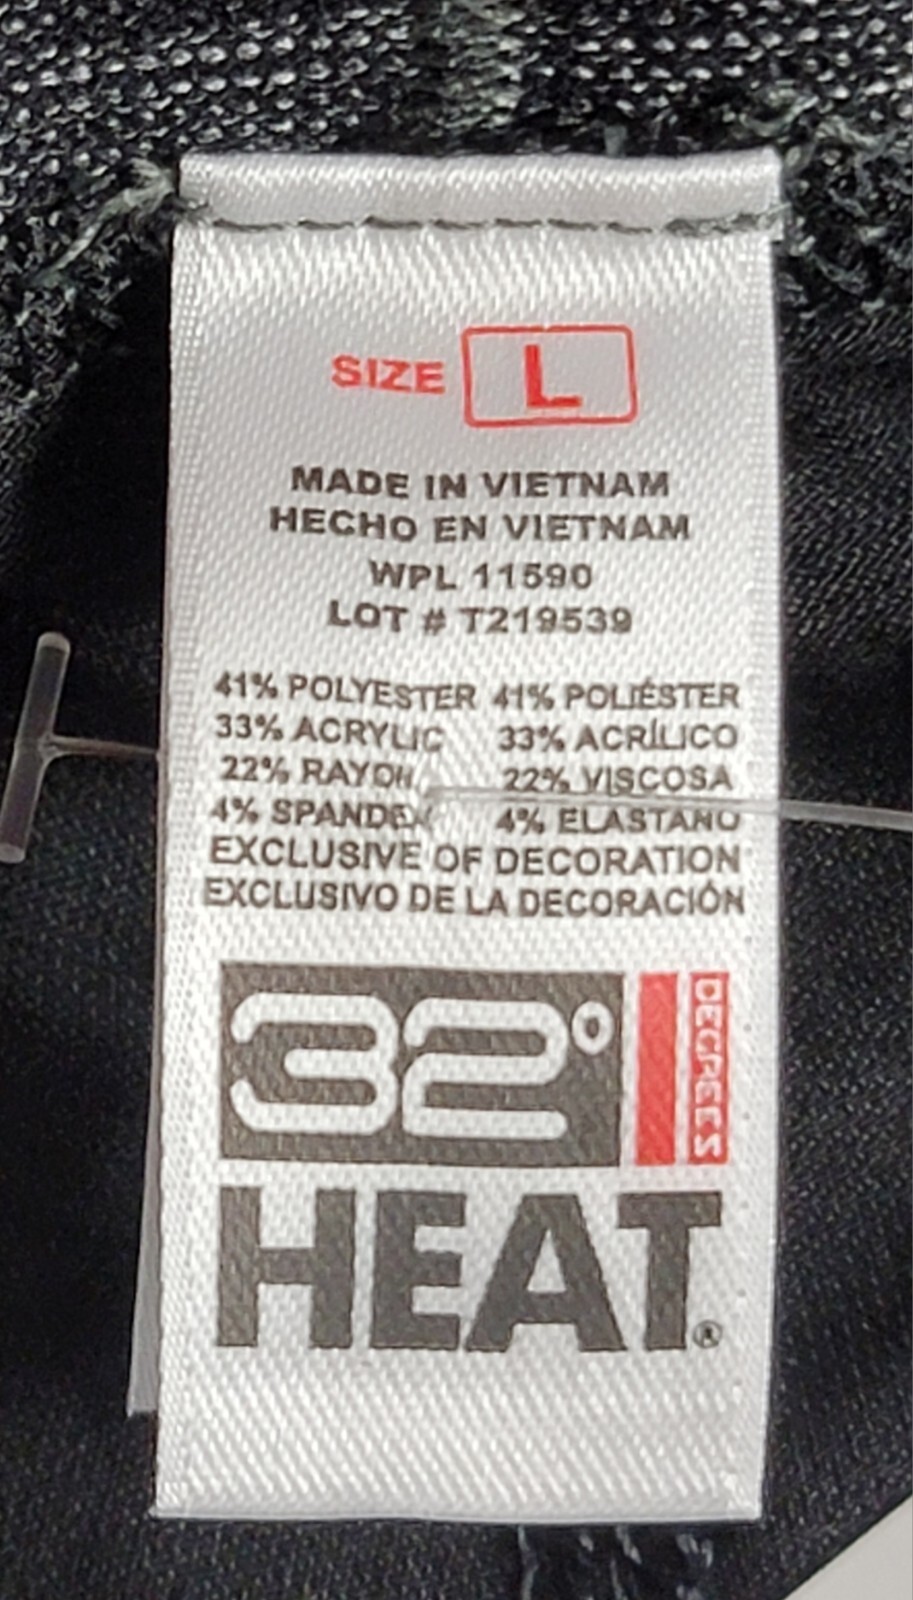 SIZE L
MADE IN VIETNAM
HECHO EN VIETNAM
WPL 11590
LOT # T219539
41% POLYESTER 41% POLIÉSTER
33% ACRYLIC 33% ACRÍLICO
22% RAYON 22% VISCOSA
4% SPANDEX 4% ELASTANO
EXCLUSIVE OF DECORATION
EXCLUSIVO DE LA DECORACIÓN
32° DEGREES
HEAT®